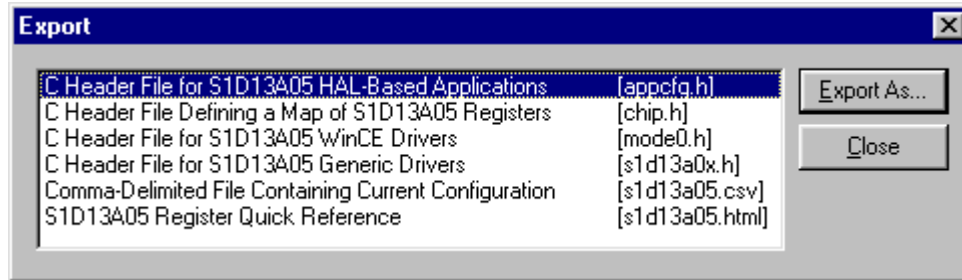 Export
C Header File for S1D13A05 HAL-Based Applications [appcfg.h]
C Header File Defining a Map of S1D13A05 Registers [chip.h]
C Header File for S1D13A05 WinCE Drivers [mode0.h]
C Header File for S1D13A05 Generic Drivers [s1d13a0x.h]
Comma-Delimited File Containing Current Configuration [s1d13a05.csv]
S1D13A05 Register Quick Reference [s1d13a05.html]
Export As...
Close